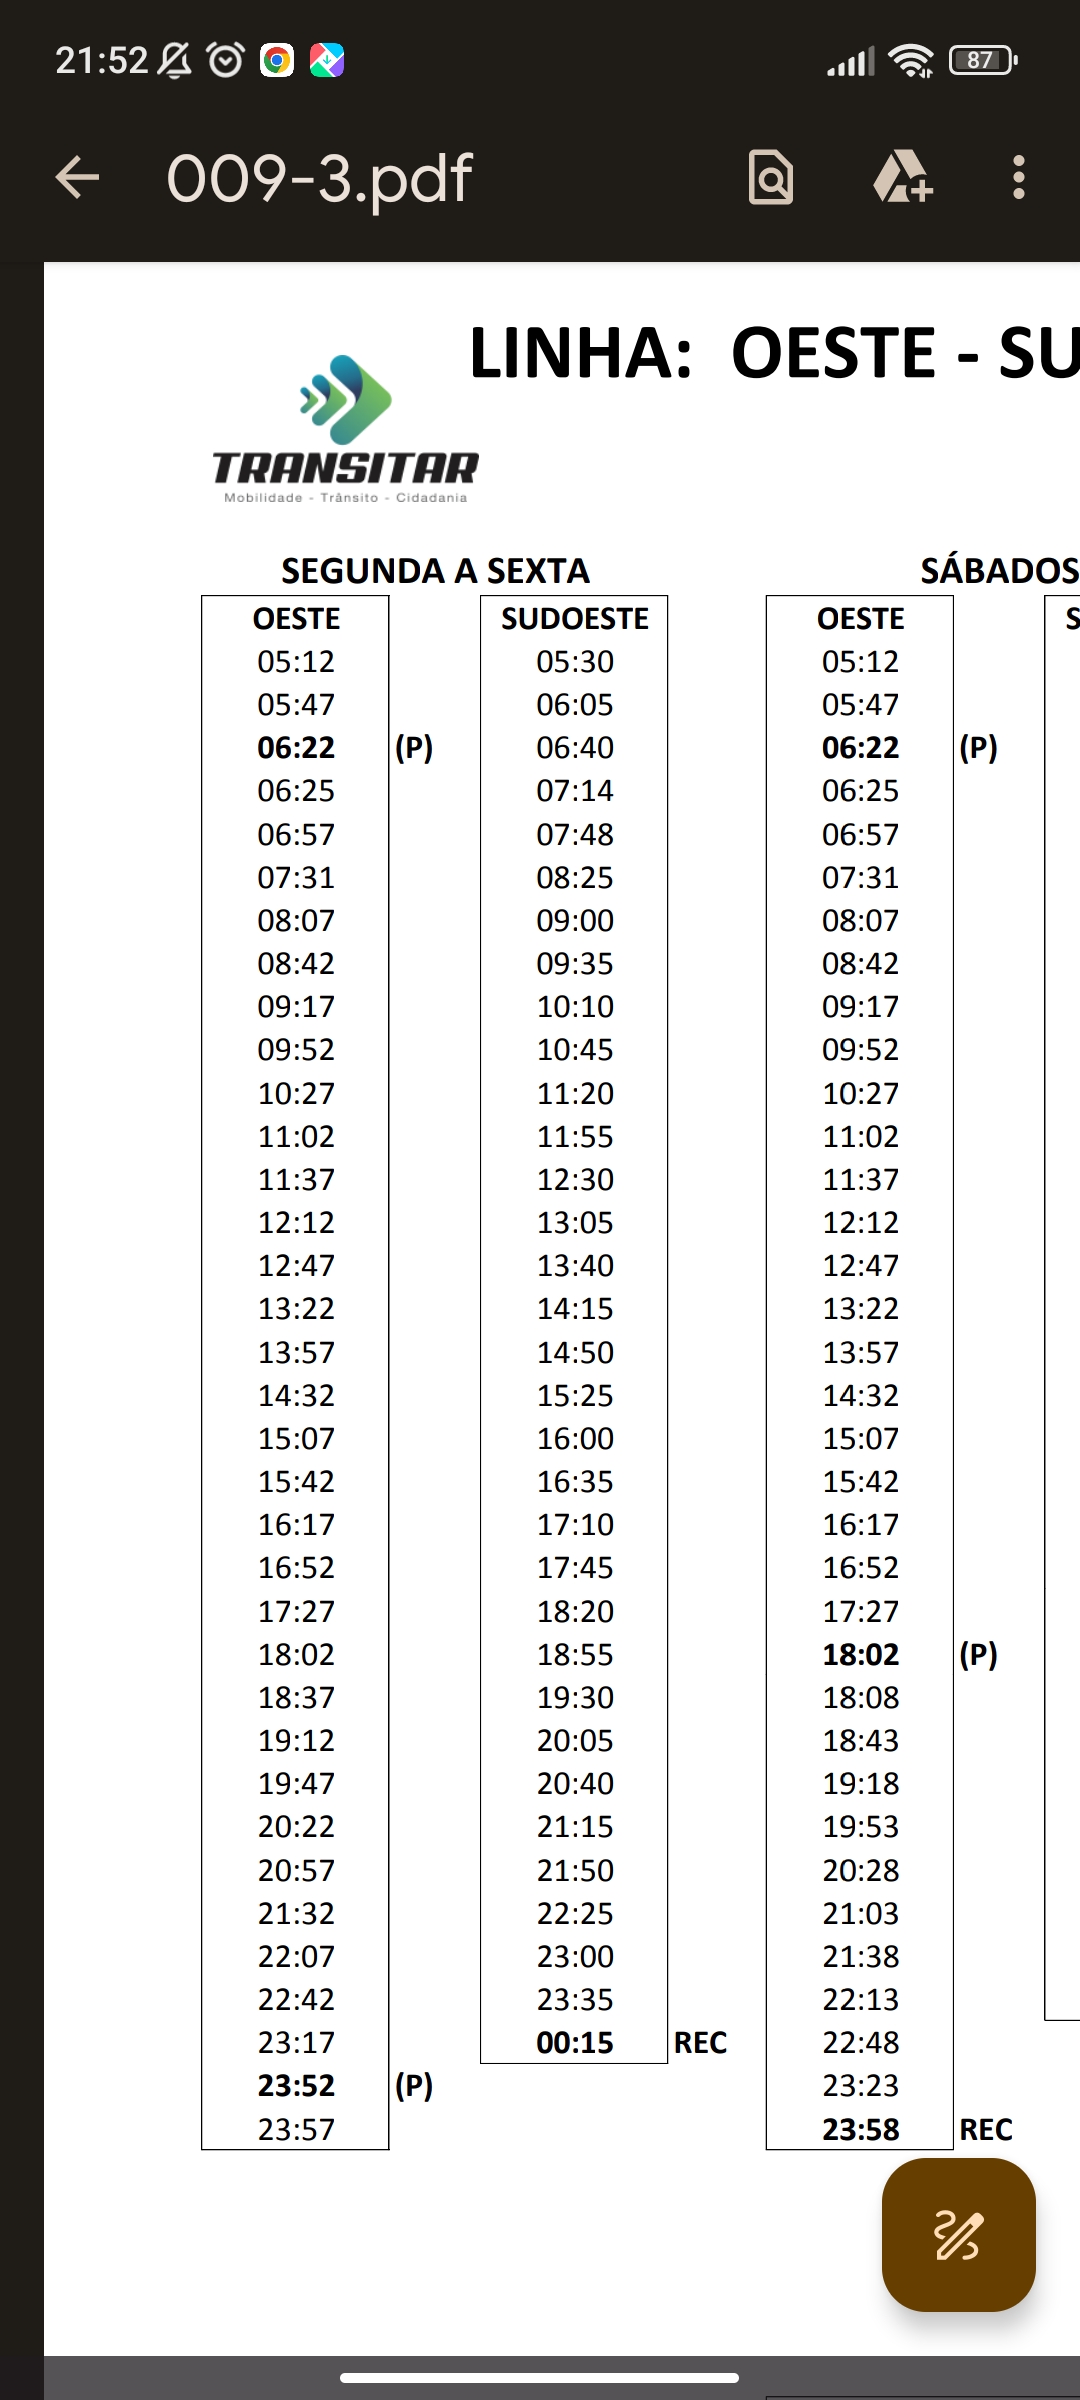 21:52
87
009-3.pdf
LINHA: OESTE - SU
TRANSITAR
Mobilidade - Trânsito - Cidadania
SEGUNDA A SEXTA SÁBADOS
OESTE SUDOESTE OESTE S
05:12 05:30 05:12
05:47 06:05 05:47
06:22 (P) 06:40 06:22 (P)
06:25 07:14 06:25
06:57 07:48 06:57
07:31 08:25 07:31
08:07 09:00 08:07
08:42 09:35 08:42
09:17 10:10 09:17
09:52 10:45 09:52
10:27 11:20 10:27
11:02 11:55 11:02
11:37 12:30 11:37
12:12 13:05 12:12
12:47 13:40 12:47
13:22 14:15 13:22
13:57 14:50 13:57
14:32 15:25 14:32
15:07 16:00 15:07
15:42 16:35 15:42
16:17 17:10 16:17
16:52 17:45 16:52
17:27 18:20 17:27
18:02 18:55 18:02 (P)
18:37 19:30 18:08
19:12 20:05 18:43
19:47 20:40 19:18
20:22 21:15 19:53
20:57 21:50 20:28
21:32 22:25 21:03
22:07 23:00 21:38
22:42 23:35 22:13
23:17 00:15 REC 22:48
23:52 (P) 23:23
23:57 23:58 REC